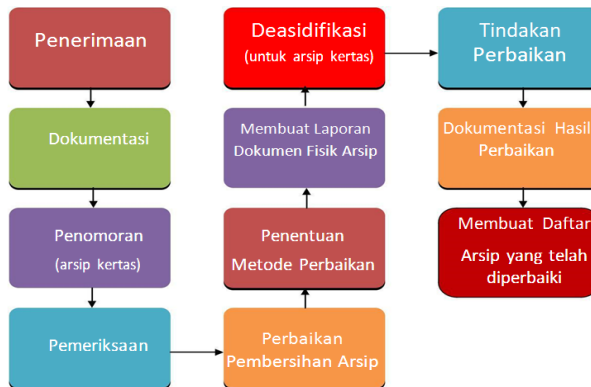 Penerimaan
Dokumentasi
Penomoran
(arsip kertas)
Pemeriksaan
Perbaikan
Pembersihan Arsip
Penentuan
Metode Perbaikan
Membuat Laporan
Dokumen Fisik Arsip
Deasidifikasi
(untuk arsip kertas)
Tindakan
Perbaikan
Dokumentasi Hasil
Perbaikan
Membuat Daftar
Arsip yang telah
diperbaiki